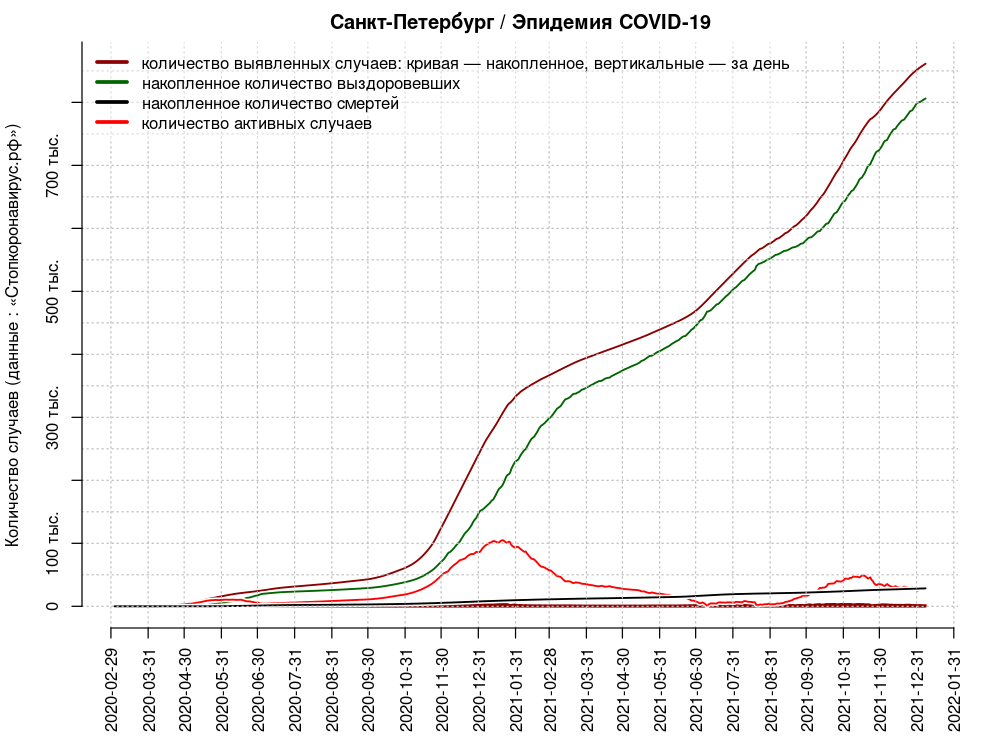 Санкт-Петербург / Эпидемия COVID-19
количество выявленных случаев: кривая — накопленное, вертикальные — за день
накопленное количество выздоровевших
накопленное количество смертей
количество активных случаев
Количество случаев (данные : «Стопкоронавирус.рф»)
700 тыс.
500 тыс.
300 тыс.
100 тыс.
0
2020-02-29
2020-03-31
2020-04-30
2020-05-31
2020-06-30
2020-07-31
2020-08-31
2020-09-30
2020-10-31
2020-11-30
2020-12-31
2021-01-31
2021-02-28
2021-03-31
2021-04-30
2021-05-31
2021-06-30
2021-07-31
2021-08-31
2021-09-30
2021-10-31
2021-11-30
2021-12-31
2022-01-31